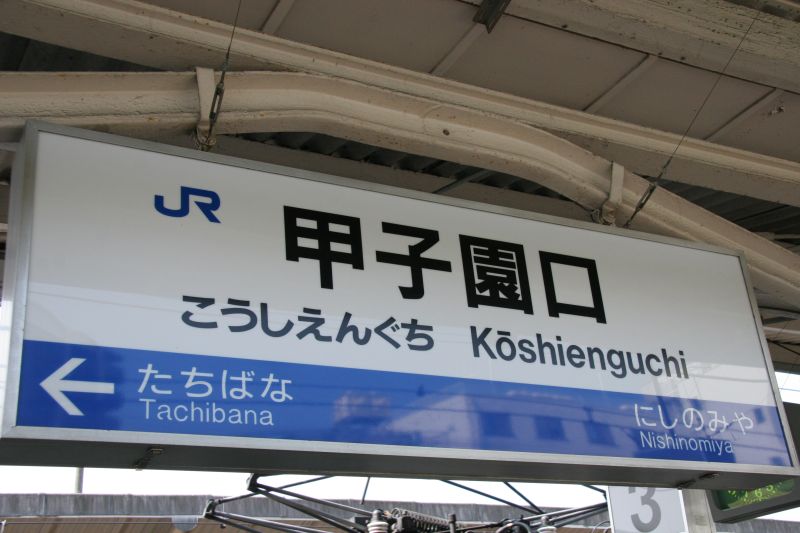 JR
甲子園口
こうしえんぐち Kōshienguchi
← たちばな
Tachibana
にしのみや
Nishinomiya
3